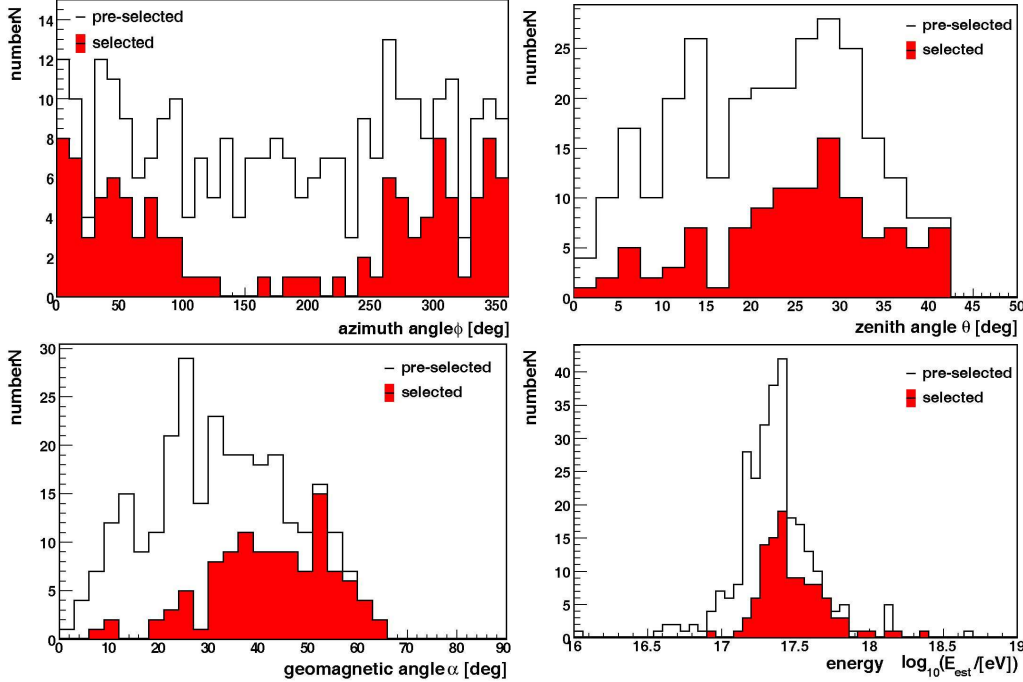 numberN
14
12
10
8
6
4
2
0
pre-selected
selected
0 50 100 150 200 250 300 350
azimuth angle ϕ [deg]
numberN
25
20
15
10
5
0
pre-selected
selected
0 5 10 15 20 25 30 35 40 45 50
zenith angle θ [deg]
numberN
30
25
20
15
10
5
0
pre-selected
selected
0 10 20 30 40 50 60 70 80 90
geomagnetic angle α [deg]
numberN
40
35
30
25
20
15
10
5
0
pre-selected
selected
16 16.5 17 17.5 18 18.5 19
energy log10(Eest/[eV])